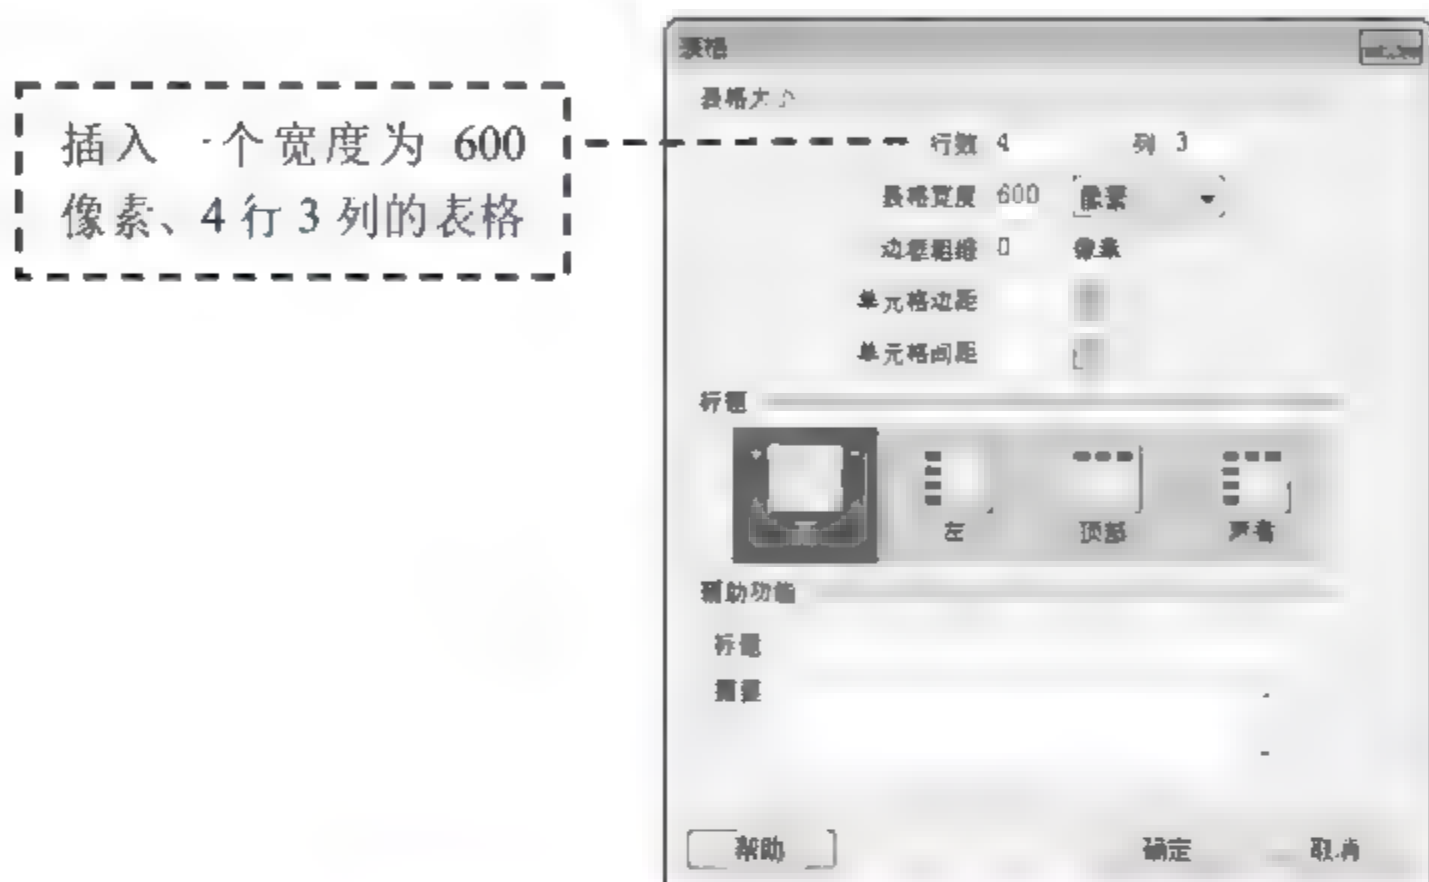 插入一个宽度为 600
像素、4 行 3 列的表格
表格
表格大小
行数 4 列 3
表格宽度 600 像素
边框粗细 0 像素
单元格边距
单元格间距
标题
左 顶部 两者
辅助功能
标题
摘要
帮助 确定 取消